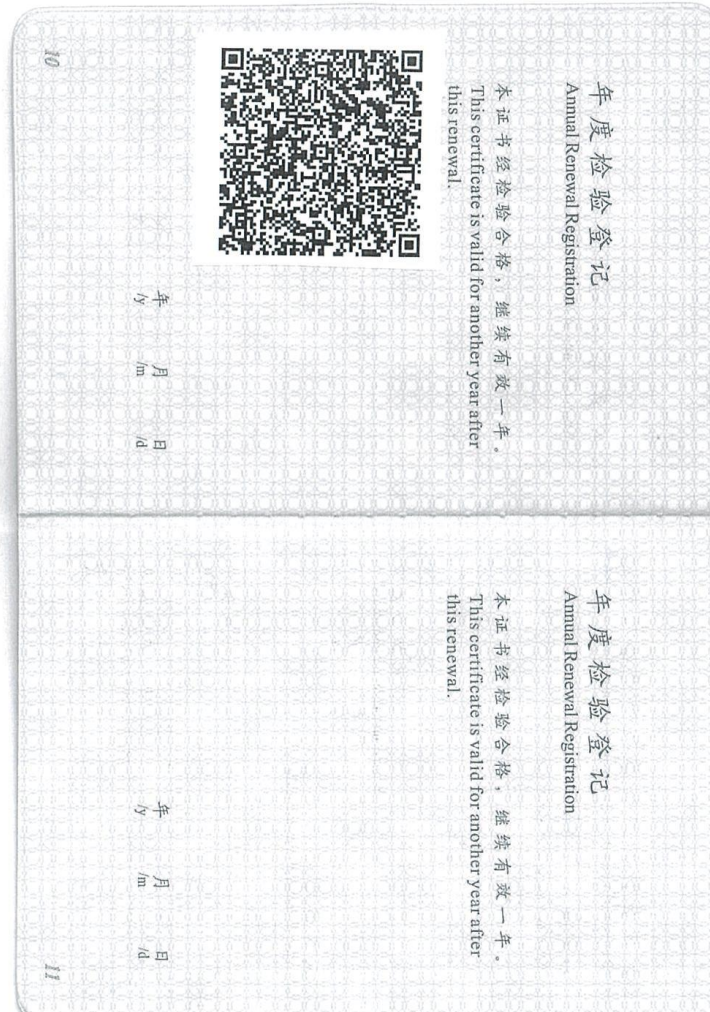 年度检验登记
Annual Renewal Registration
本证书经检验合格，继续有效一年。
This certificate is valid for another year after
this renewal.
年 月 日
/y /m /d
10
年度检验登记
Annual Renewal Registration
本证书经检验合格，继续有效一年。
This certificate is valid for another year after
this renewal.
年 月 日
/y /m /d
11